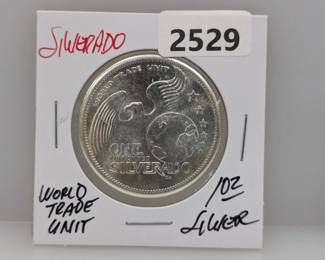 SILVERADO
2529
WORLD TRADE UNIT
ONE
SILVERADO
WORLD
TRADE
UNIT
1OZ
SILVER